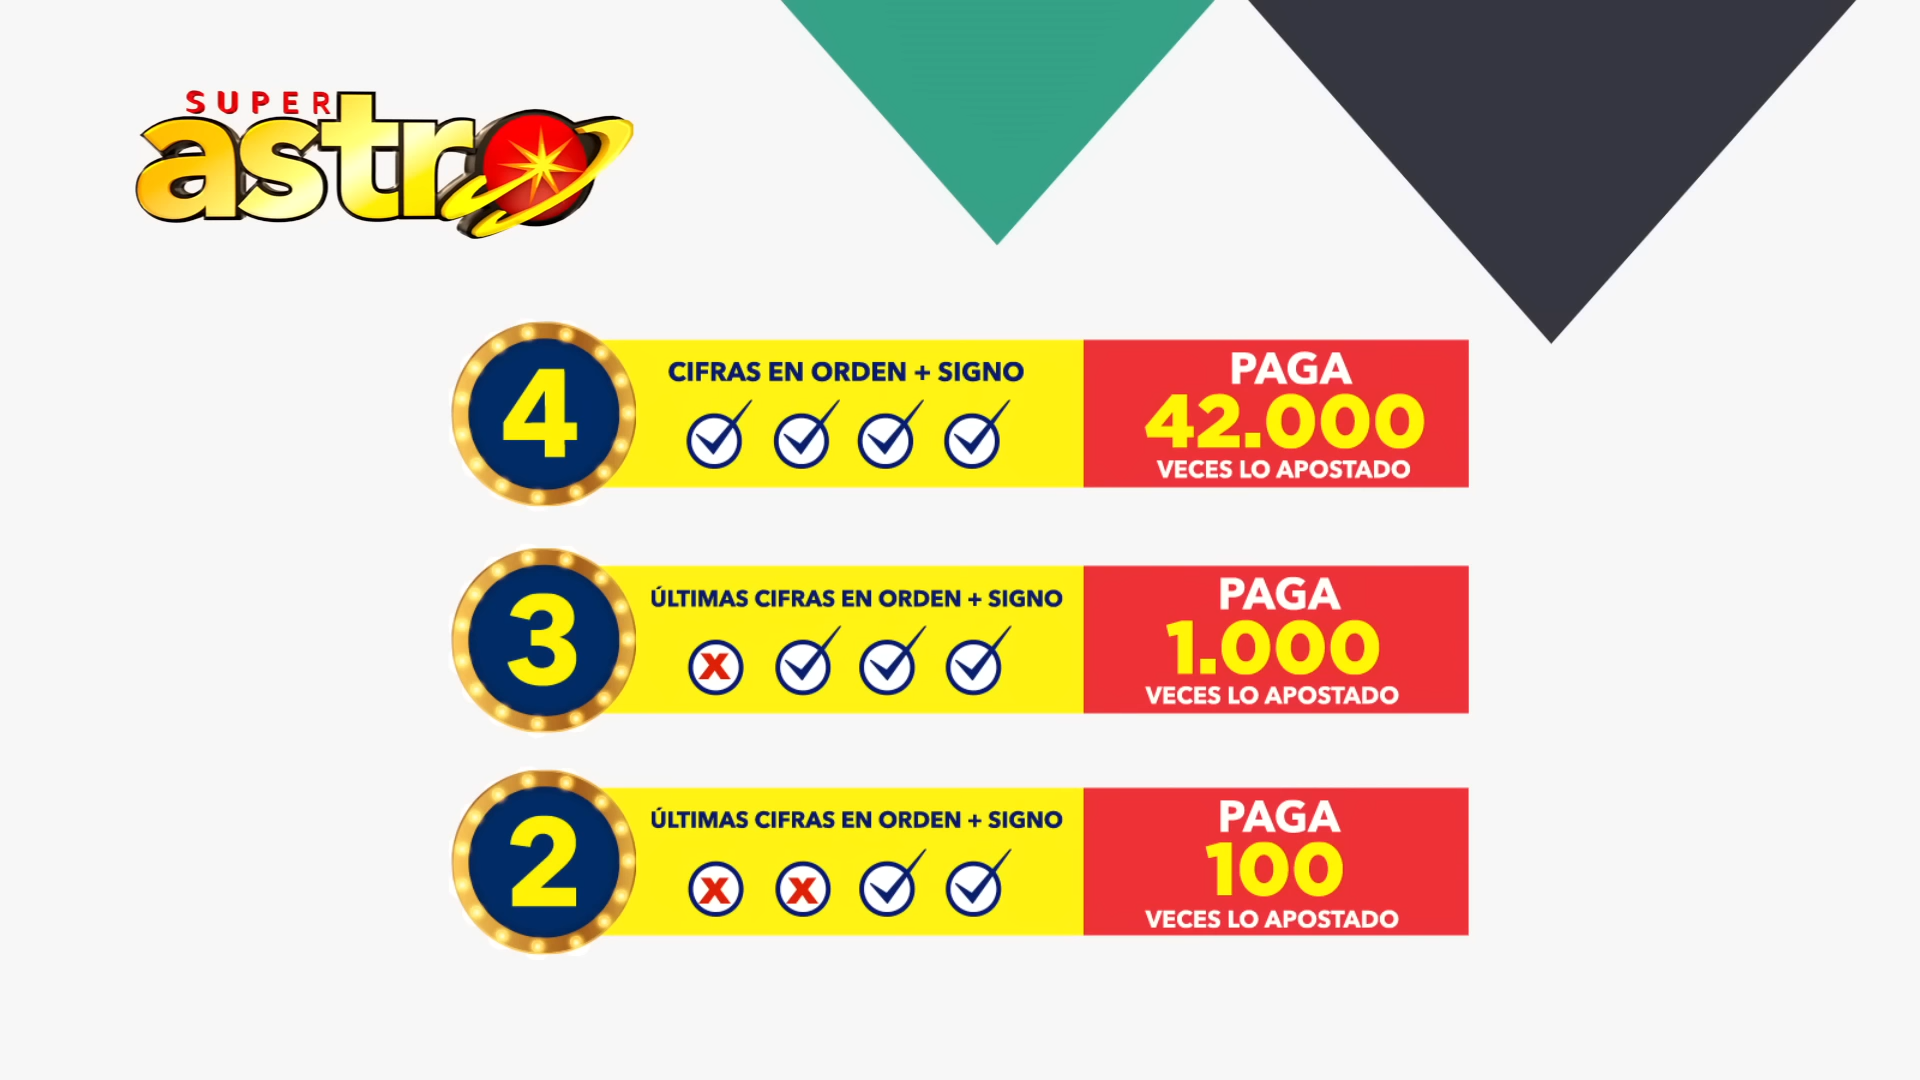 SUPER
astro
4
CIFRAS EN ORDEN + SIGNO
PAGA
42.000
VECES LO APOSTADO
3
ÚLTIMAS CIFRAS EN ORDEN + SIGNO
X
PAGA
1.000
VECES LO APOSTADO
2
ÚLTIMAS CIFRAS EN ORDEN + SIGNO
X X
PAGA
100
VECES LO APOSTADO